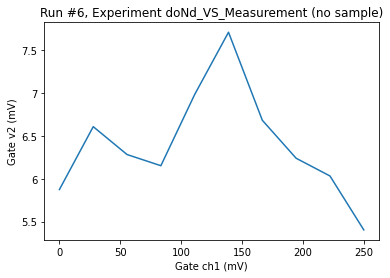 Run #6, Experiment doNd_VS_Measurement (no sample)
7.5
7
6.5
6
5.5
Gate v2 (mV)
0 50 100 150 200 250
Gate ch1 (mV)